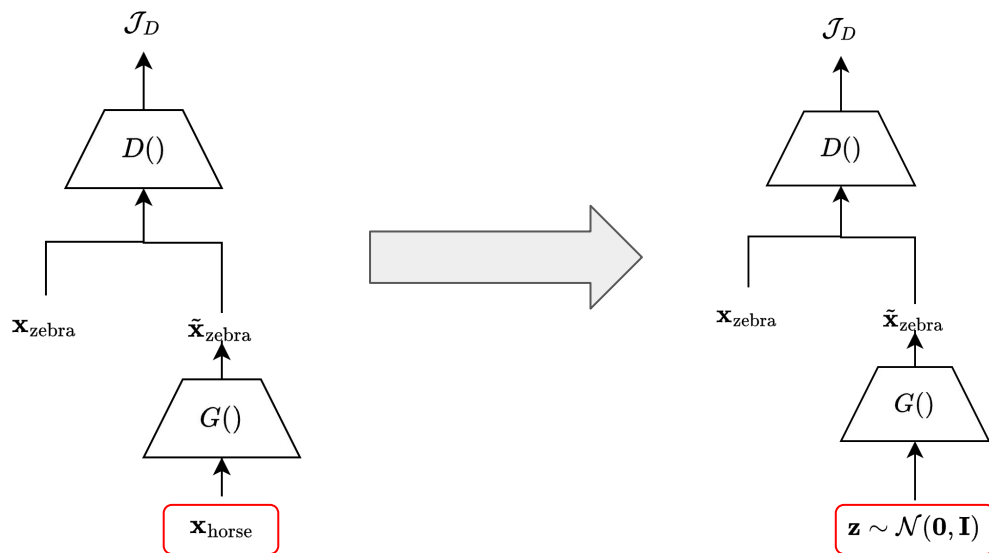 𝒥_D
D()
𝐱_zebra
𝐱̃_zebra
G()
𝐱_horse
𝒥_D
D()
𝐱_zebra
𝐱̃_zebra
G()
𝐳 ∼ 𝒩(𝟎, 𝐈)